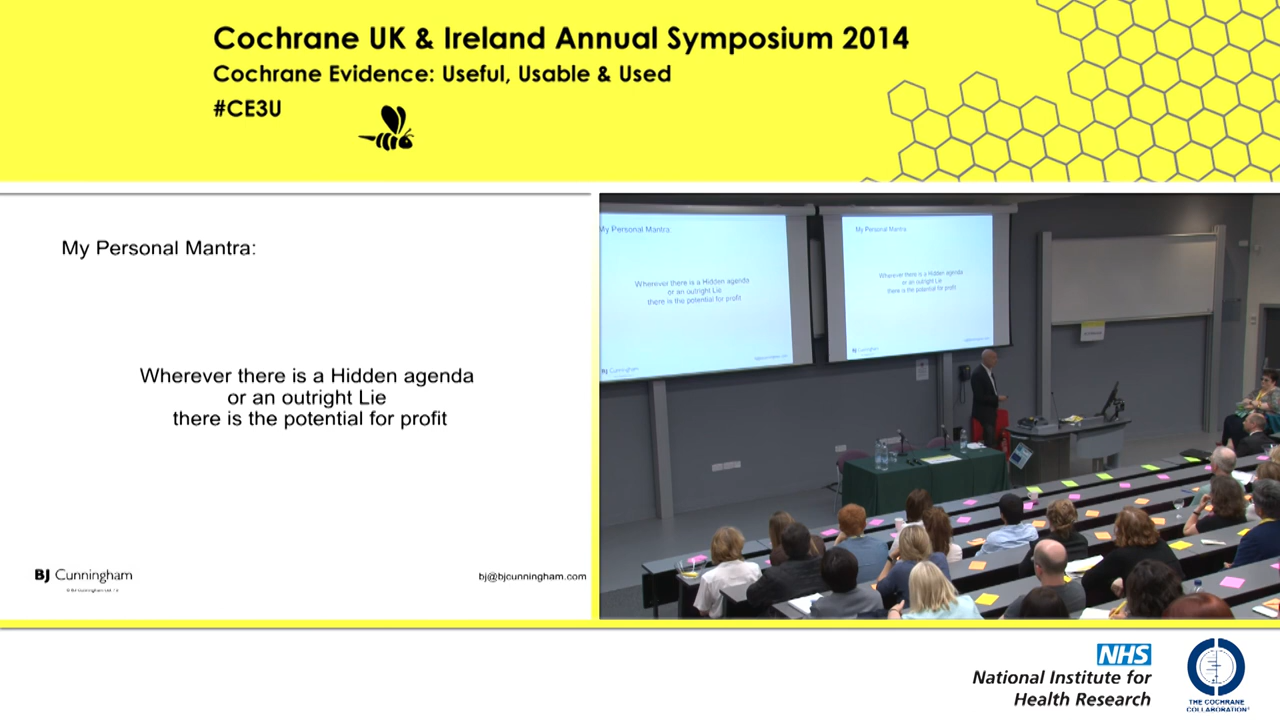 Cochrane UK & Ireland Annual Symposium 2014
Cochrane Evidence: Useful, Usable & Used
#CE3U
My Personal Mantra:
Wherever there is a Hidden agenda
or an outright Lie
there is the potential for profit
BJ Cunningham
bj@bjcunningham.com
My Personal Mantra:
Wherever there is a Hidden agenda
or an outright Lie
there is the potential for profit
BJ Cunningham
My Personal Mantra:
Wherever there is a Hidden agenda
or an outright Lie
there is the potential for profit
BJ Cunningham
NHS
National Institute for
Health Research
THE COCHRANE
COLLABORATION®